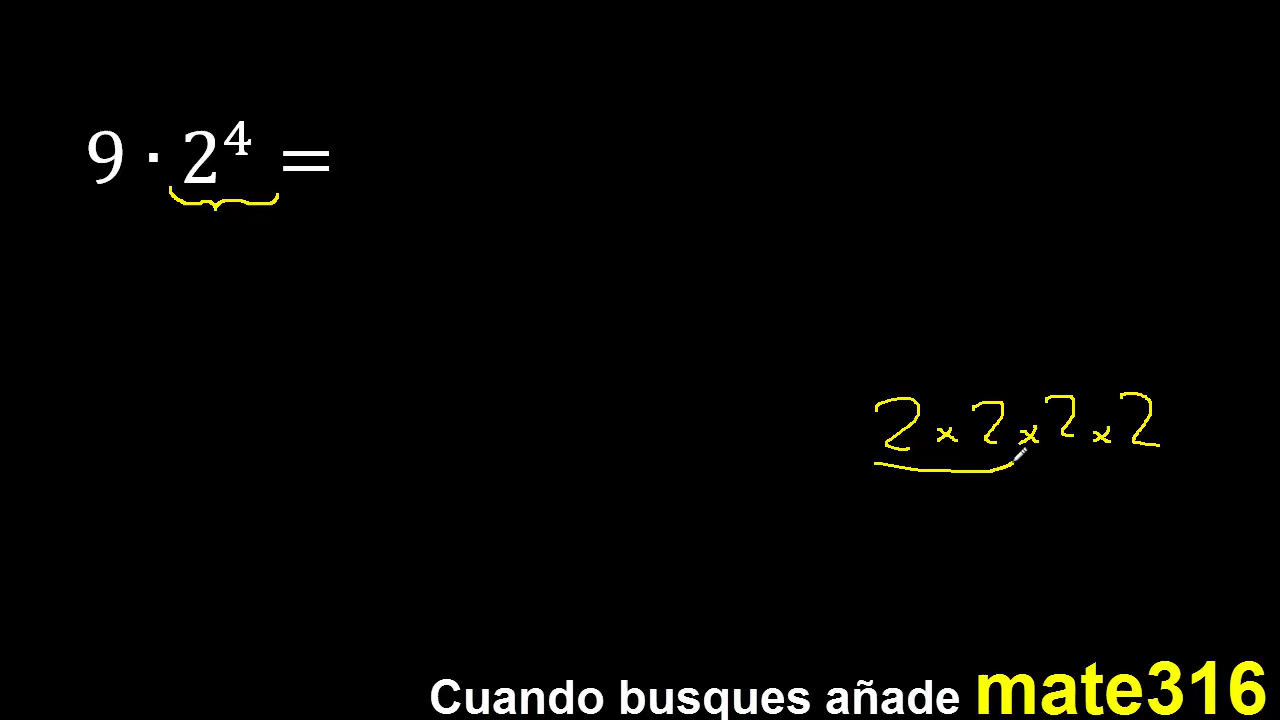 9 · 2⁴ =
2 × 2 × 2 × 2
Cuando busques añade mate316